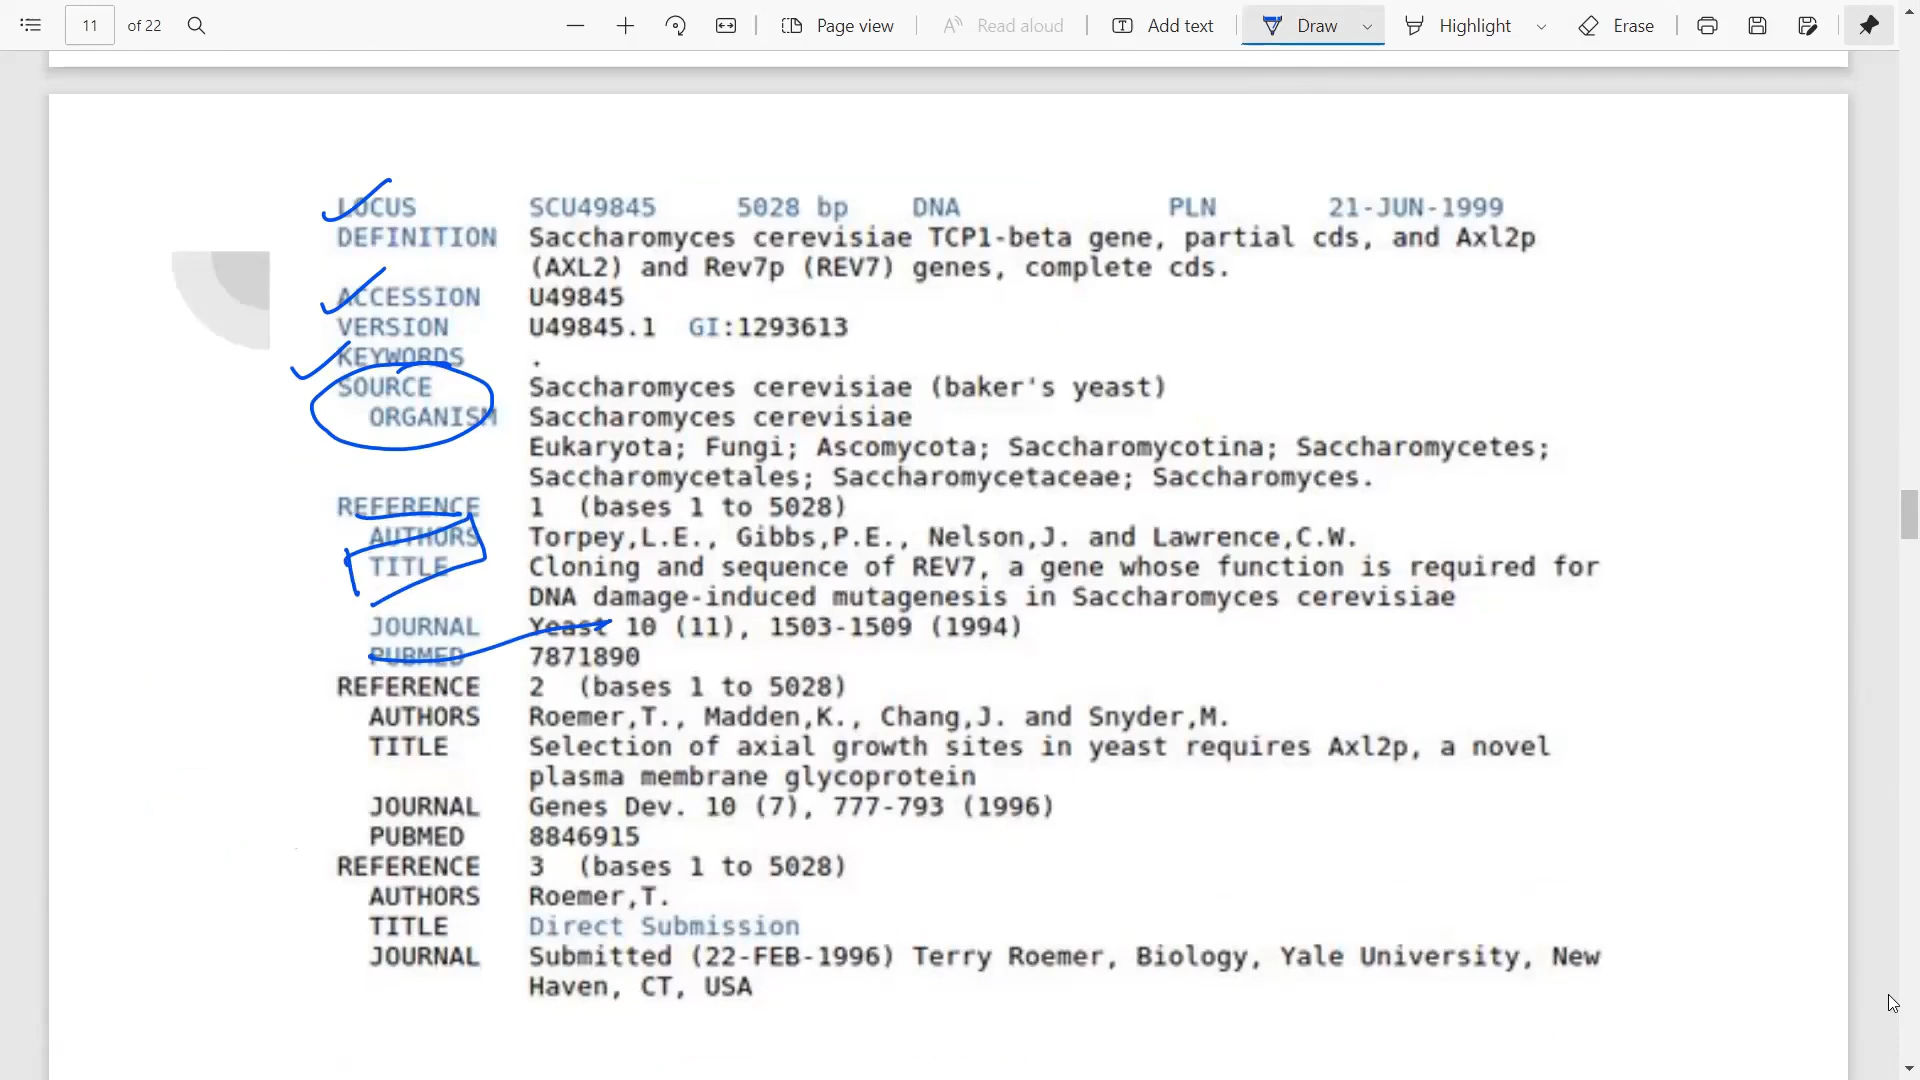 11 of 22 Page view Read aloud Add text Draw Highlight Erase
LOCUS SCU49845 5028 bp DNA PLN 21-JUN-1999
DEFINITION Saccharomyces cerevisiae TCP1-beta gene, partial cds, and Axl2p
(AXL2) and Rev7p (REV7) genes, complete cds.
ACCESSION U49845
VERSION U49845.1 GI:1293613
KEYWORDS .
SOURCE Saccharomyces cerevisiae (baker's yeast)
ORGANISM Saccharomyces cerevisiae
Eukaryota; Fungi; Ascomycota; Saccharomycotina; Saccharomycetes;
Saccharomycetales; Saccharomycetaceae; Saccharomyces.
REFERENCE 1 (bases 1 to 5028)
AUTHORS Torpey,L.E., Gibbs,P.E., Nelson,J. and Lawrence,C.W.
TITLE Cloning and sequence of REV7, a gene whose function is required for
DNA damage-induced mutagenesis in Saccharomyces cerevisiae
JOURNAL Yeast 10 (11), 1503-1509 (1994)
PUBMED 7871890
REFERENCE 2 (bases 1 to 5028)
AUTHORS Roemer,T., Madden,K., Chang,J. and Snyder,M.
TITLE Selection of axial growth sites in yeast requires Axl2p, a novel
plasma membrane glycoprotein
JOURNAL Genes Dev. 10 (7), 777-793 (1996)
PUBMED 8846915
REFERENCE 3 (bases 1 to 5028)
AUTHORS Roemer,T.
TITLE Direct Submission
JOURNAL Submitted (22-FEB-1996) Terry Roemer, Biology, Yale University, New
Haven, CT, USA